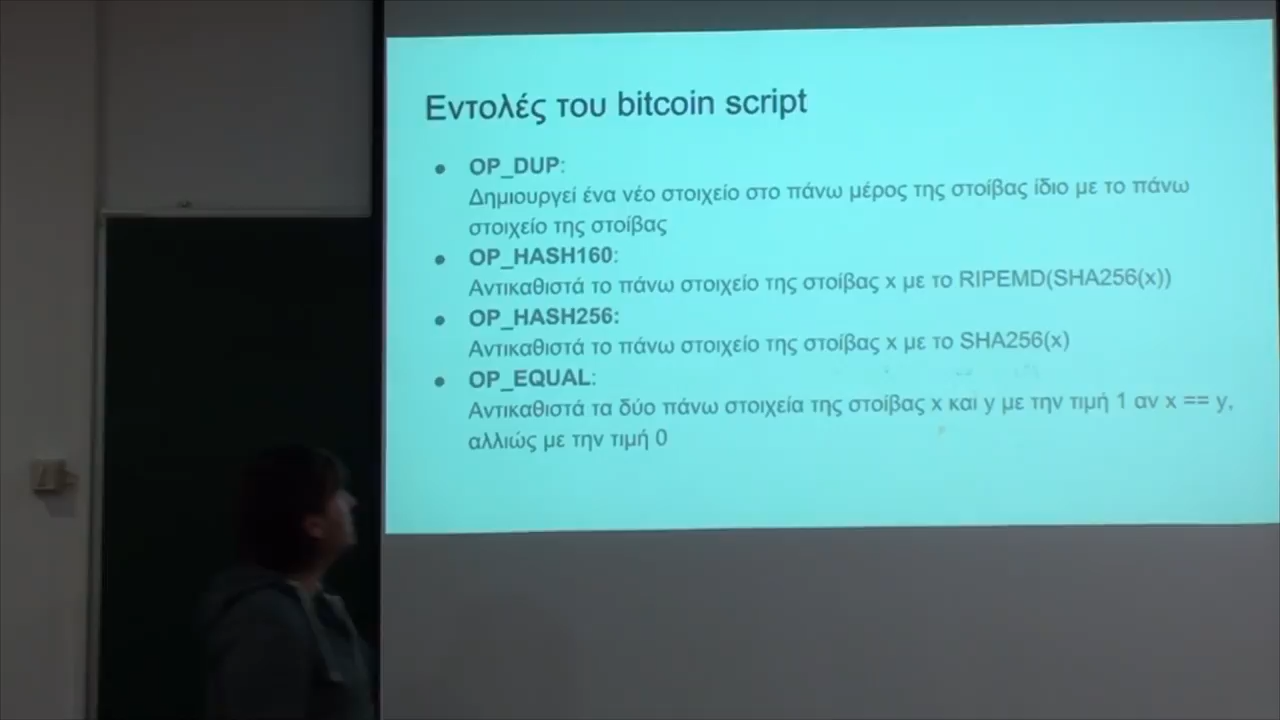 Εντολές του bitcoin script
● OP_DUP:
Δημιουργεί ένα νέο στοιχείο στο πάνω μέρος της στοίβας ίδιο με το πάνω
στοιχείο της στοίβας
● OP_HASH160:
Αντικαθιστά το πάνω στοιχείο της στοίβας x με το RIPEMD(SHA256(x))
● OP_HASH256:
Αντικαθιστά το πάνω στοιχείο της στοίβας x με το SHA256(x)
● OP_EQUAL:
Αντικαθιστά τα δύο πάνω στοιχεία της στοίβας x και y με την τιμή 1 αν x == y,
αλλιώς με την τιμή 0